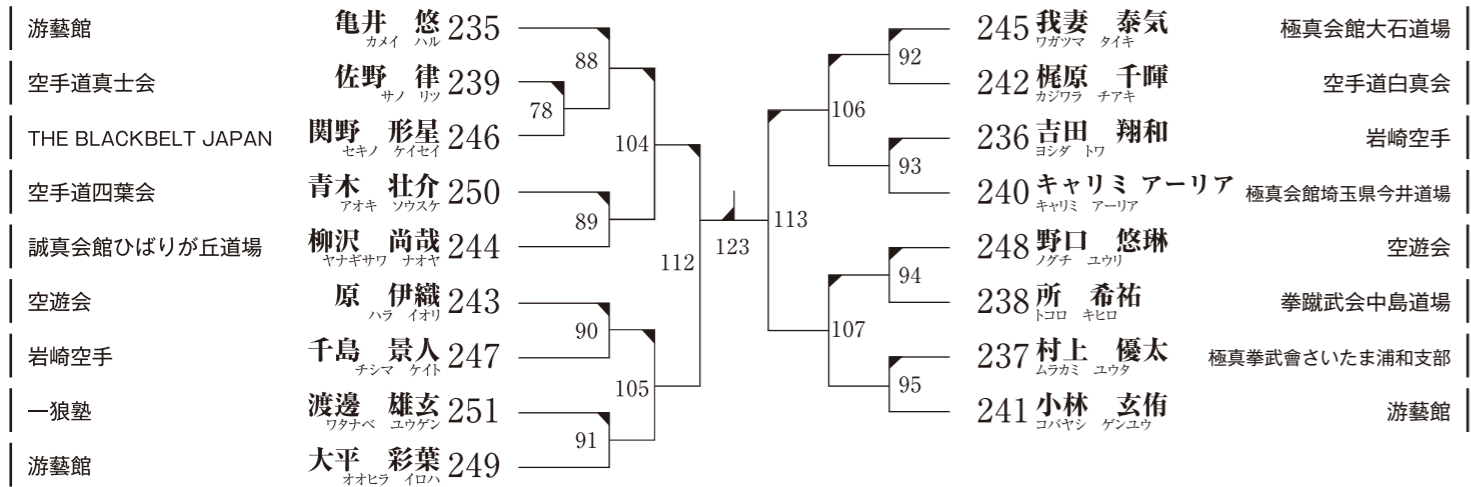 游藝館 亀井 悠 235
カメイ ハル
空手道真士会 佐野 律 239
サノ リツ
THE BLACKBELT JAPAN 関野 形星 246
セキノ ケイセイ
空手道四葉会 青木 壮介 250
アオキ ソウスケ
誠真会館ひばりが丘道場 柳沢 尚哉 244
ヤナギサワ ナオヤ
空遊会 原 伊織 243
ハラ イオリ
岩崎空手 千島 景人 247
チシマ ケイト
一狼塾 渡邊 雄玄 251
ワタナベ ユウゲン
游藝館 大平 彩葉 249
オオヒラ イロハ
88
78
104
89
112
90
105
91
123
113
92
106
93
94
107
95
245 我妻 泰気 極真会館大石道場
ワガツマ タイキ
242 梶原 千暉 空手道白真会
カジワラ チアキ
236 吉田 翔和 岩崎空手
ヨシダ トワ
240 キャリミ アーリア 極真会館埼玉県今井道場
キャリミ アーリア
248 野口 悠琳 空遊会
ノグチ ユウリ
238 所 希祐 拳蹴武会中島道場
トコロ キヒロ
237 村上 優太 極真拳武會さいたま浦和支部
ムラカミ ユウタ
241 小林 玄侑 游藝館
コバヤシ ゲンユウ